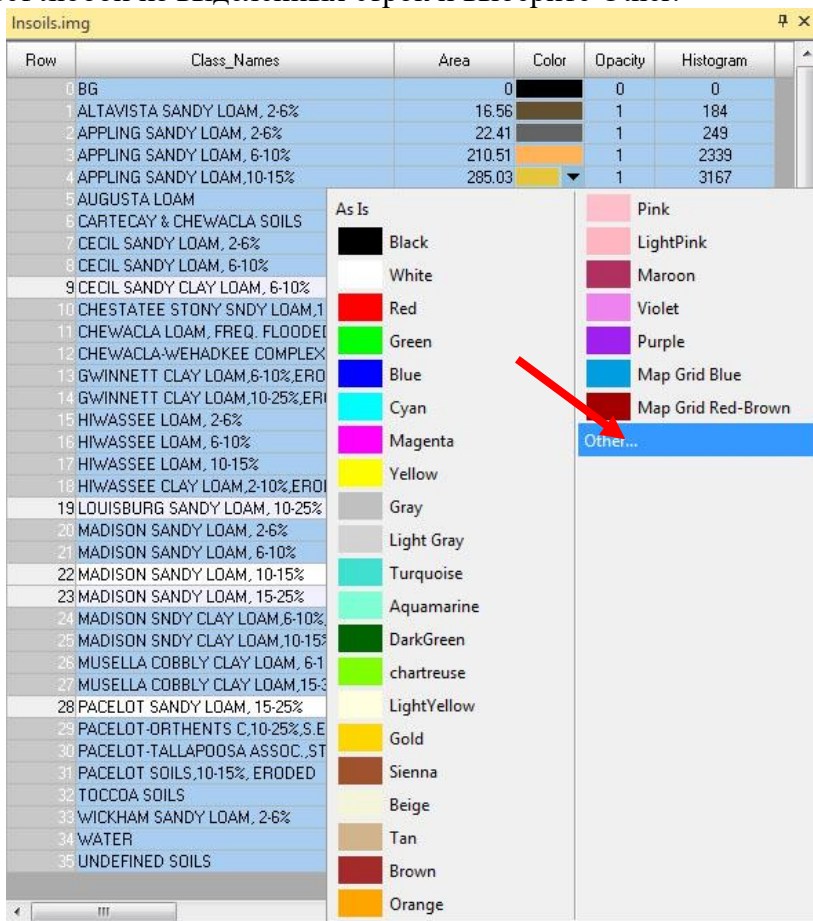 Insoils.img
Row Class_Names Area Color Opacity Histogram
0 BG 0 0 0
1 ALTAVISTA SANDY LOAM, 2-6% 16.56 1 184
2 APPLING SANDY LOAM, 2-6% 22.41 1 249
3 APPLING SANDY LOAM, 6-10% 210.51 1 2339
4 APPLING SANDY LOAM,10-15% 285.03 1 3167
5 AUGUSTA LOAM
6 CARTECAY & CHEWACLA SOILS
7 CECIL SANDY LOAM, 2-6%
8 CECIL SANDY LOAM, 6-10%
9 CECIL SANDY CLAY LOAM, 6-10%
10 CHESTATEE STONY SNDY LOAM,1
11 CHEWACLA LOAM, FREQ. FLOODED
12 CHEWACLA-WEHADKEE COMPLEX
13 GWINNETT CLAY LOAM,6-10%,ERO
14 GWINNETT CLAY LOAM,10-25%,ER
15 HIWASSEE LOAM, 2-6%
16 HIWASSEE LOAM, 6-10%
17 HIWASSEE LOAM, 10-15%
18 HIWASSEE CLAY LOAM,2-10%,ERO
19 LOUISBURG SANDY LOAM, 10-25%
20 MADISON SANDY LOAM, 2-6%
21 MADISON SANDY LOAM, 6-10%
22 MADISON SANDY LOAM, 10-15%
23 MADISON SANDY LOAM, 15-25%
24 MADISON SNDY CLAY LOAM,6-10%,
25 MADISON SNDY CLAY LOAM,10-15%
26 MUSELLA COBBLY CLAY LOAM, 6-1
27 MUSELLA COBBLY CLAY LOAM,15-3
28 PACELOT SANDY LOAM, 15-25%
29 PACELOT-ORTHENTS C,10-25%,S.E
30 PACELOT-TALLAPOOSA ASSOC.,ST
31 PACELOT SOILS,10-15%, ERODED
32 TOCCOA SOILS
33 WICKHAM SANDY LOAM, 2-6%
34 WATER
35 UNDEFINED SOILS
As Is
Black
White
Red
Green
Blue
Cyan
Magenta
Yellow
Gray
Light Gray
Turquoise
Aquamarine
DarkGreen
chartreuse
LightYellow
Gold
Sienna
Beige
Tan
Brown
Orange
Pink
LightPink
Maroon
Violet
Purple
Map Grid Blue
Map Grid Red-Brown
Other...